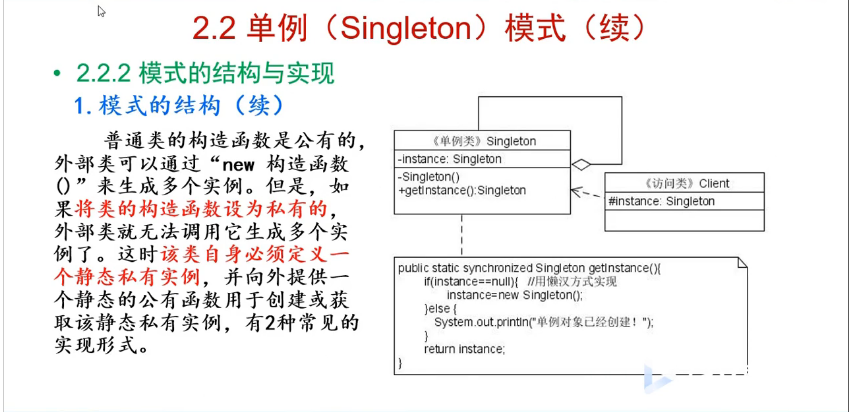 2.2 单例（Singleton）模式（续）
• 2.2.2 模式的结构与实现
1.模式的结构（续）
普通类的构造函数是公有的，
外部类可以通过“new 构造函数
()”来生成多个实例。但是，如
果将类的构造函数设为私有的，
外部类就无法调用它生成多个实
例了。这时该类自身必须定义一
个静态私有实例，并向外提供一
个静态的公有函数用于创建或获
取该静态私有实例，有2种常见的
实现形式。
《单例类》Singleton
-instance: Singleton
-Singleton()
+getInstance():Singleton
《访问类》Client
#instance: Singleton
public static synchronized Singleton getInstance(){
if(instance==null){ //用懒汉方式实现
instance=new Singleton();
}else {
System.out.println("单例对象已经创建！");
}
return instance;
}